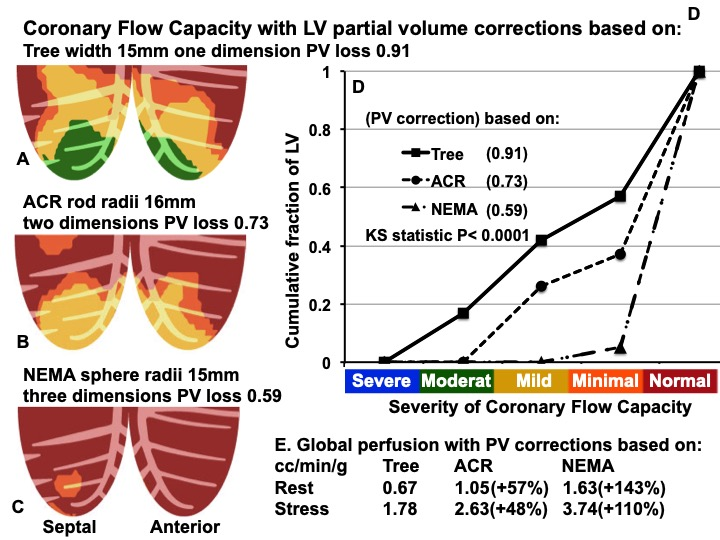 D
Coronary Flow Capacity with LV partial volume corrections based on:
Tree width 15mm one dimension PV loss 0.91
A
ACR rod radii 16mm
two dimensions PV loss 0.73
B
NEMA sphere radii 15mm
three dimensions PV loss 0.59
C
Septal Anterior
D
(PV correction) based on:
Tree (0.91)
ACR (0.73)
NEMA (0.59)
KS statistic P< 0.0001
Cumulative fraction of LV
1
0.8
0.6
0.4
0.2
0
Severe Moderat Mild Minimal Normal
Severity of Coronary Flow Capacity
E. Global perfusion with PV corrections based on:
cc/min/g Tree ACR NEMA
Rest 0.67 1.05(+57%) 1.63(+143%)
Stress 1.78 2.63(+48%) 3.74(+110%)